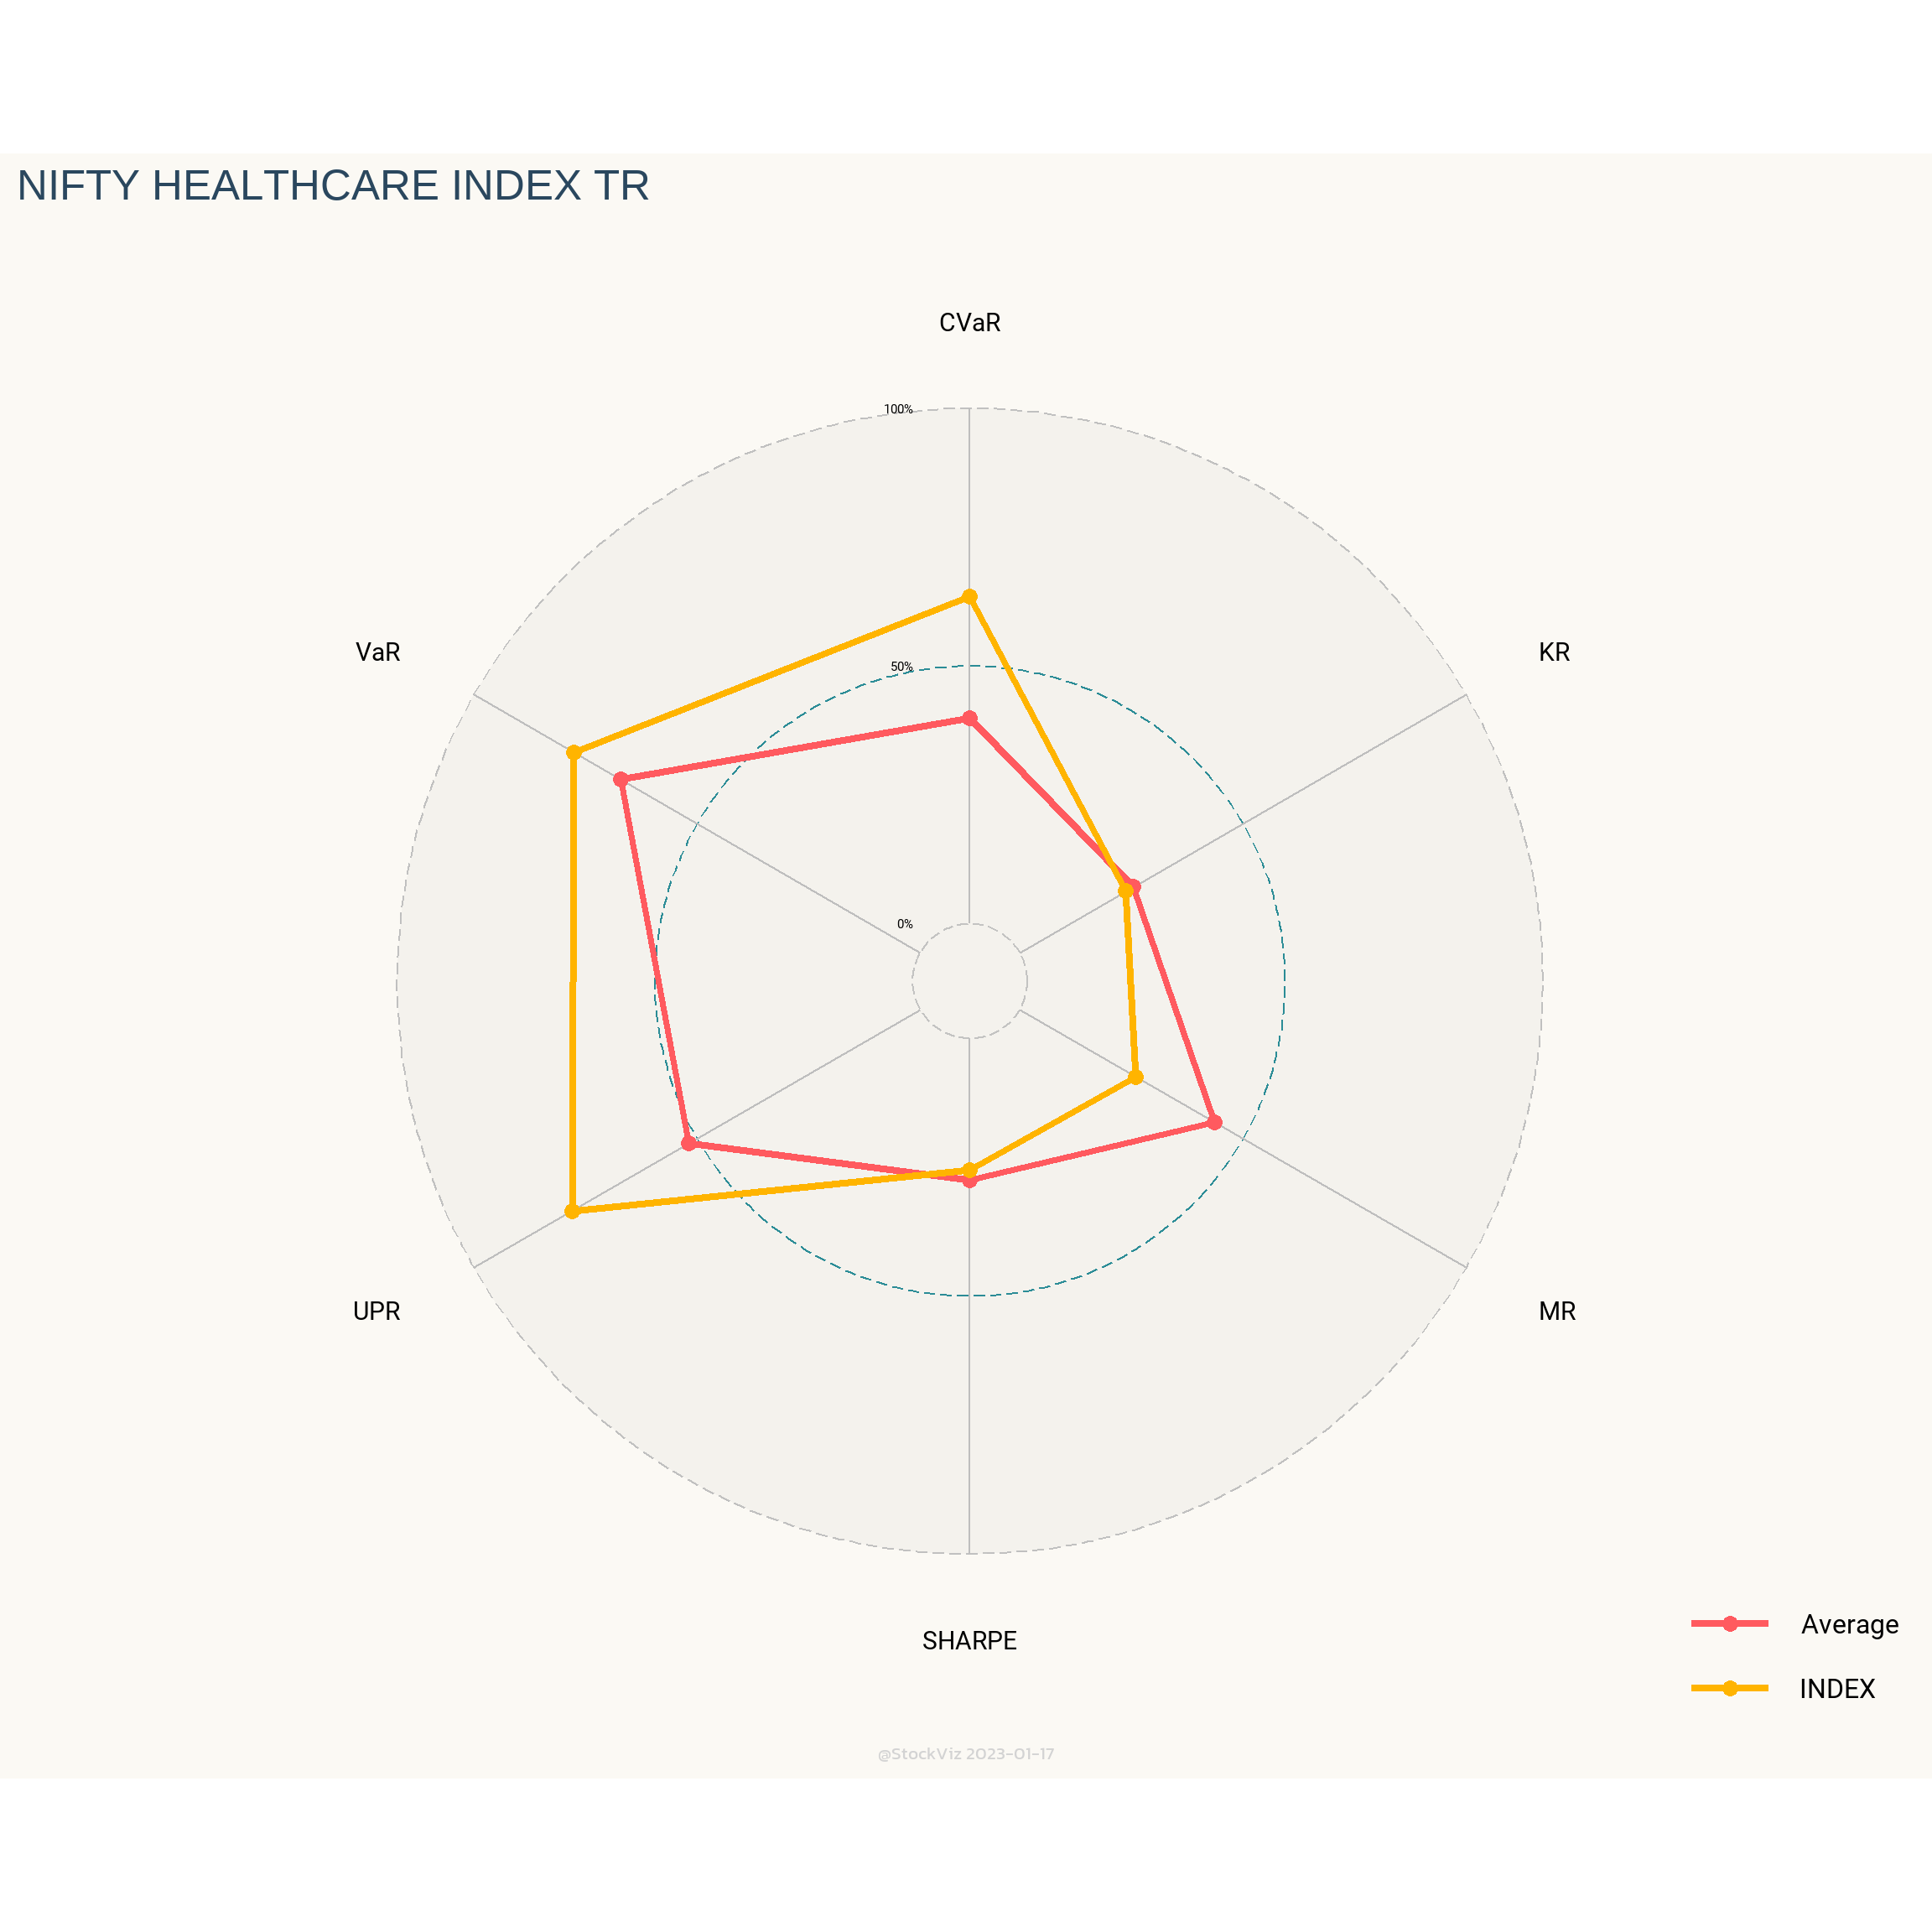 NIFTY HEALTHCARE INDEX TR
CVaR
100%
VaR
KR
50%
0%
UPR
MR
SHARPE
Average
INDEX
@StockViz 2023-01-17